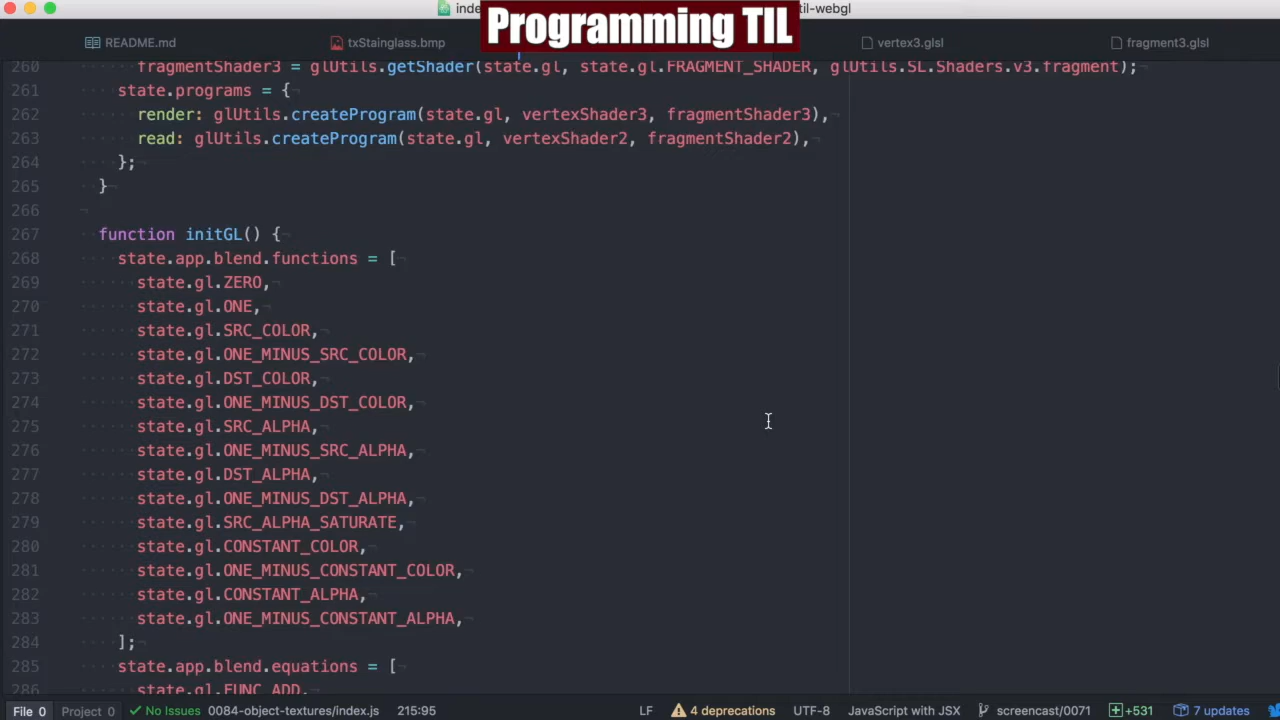 inde
til-webgl
Programming TIL
README.md
txStainglass.bmp
vertex3.glsl
fragment3.glsl
260 fragmentShader3 = glUtils.getShader(state.gl, state.gl.FRAGMENT_SHADER, glUtils.SL.Shaders.v3.fragment);
261 state.programs = {
262 render: glUtils.createProgram(state.gl, vertexShader3, fragmentShader3),
263 read: glUtils.createProgram(state.gl, vertexShader2, fragmentShader2),
264 };
265 }
266
267 function initGL() {
268 state.app.blend.functions = [
269 state.gl.ZERO,
270 state.gl.ONE,
271 state.gl.SRC_COLOR,
272 state.gl.ONE_MINUS_SRC_COLOR,
273 state.gl.DST_COLOR,
274 state.gl.ONE_MINUS_DST_COLOR,
275 state.gl.SRC_ALPHA,
276 state.gl.ONE_MINUS_SRC_ALPHA,
277 state.gl.DST_ALPHA,
278 state.gl.ONE_MINUS_DST_ALPHA,
279 state.gl.SRC_ALPHA_SATURATE,
280 state.gl.CONSTANT_COLOR,
281 state.gl.ONE_MINUS_CONSTANT_COLOR,
282 state.gl.CONSTANT_ALPHA,
283 state.gl.ONE_MINUS_CONSTANT_ALPHA,
284 ];
285 state.app.blend.equations = [
286 state.gl.FUNC_ADD,
File 0 Project 0 No Issues 0084-object-textures/index.js 215:95 LF 4 deprecations UTF-8 JavaScript with JSX screencast/0071 +531 7 updates